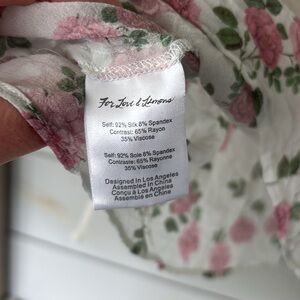 For Love & Lemons
Self: 92% Silk 8% Spandex
Contrast: 65% Rayon
35% Viscose
Self: 92% Soie 8% Spandex
Contrast: 65% Rayonne
35% Viscose
Designed in Los Angeles
Assembled in China
Conçu à Los Angeles
Assemblé en Chine